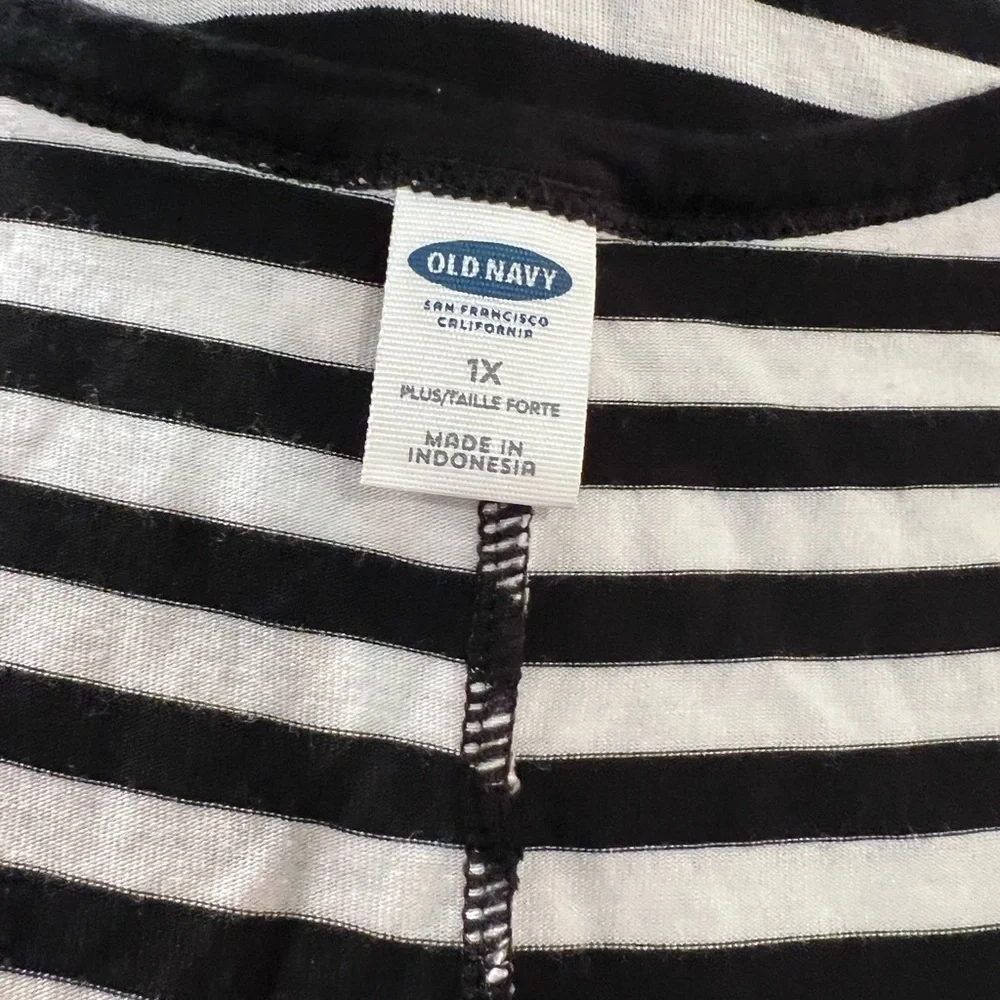 OLD NAVY
SAN FRANCISCO
CALIFORNIA
1X
PLUS/TAILLE FORTE
MADE IN
INDONESIA